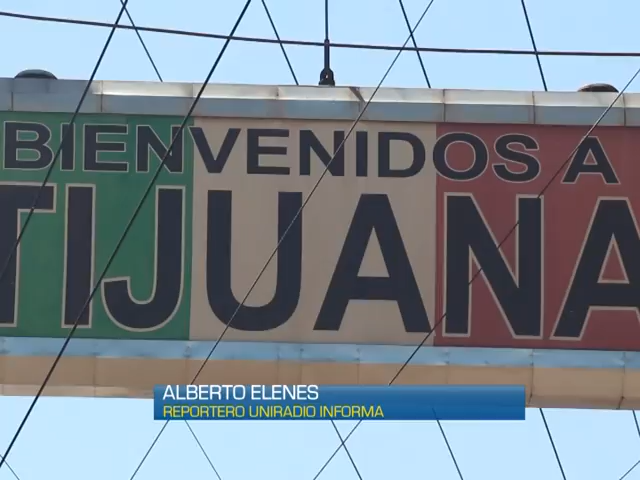 BIENVENIDOS A
TIJUANA
ALBERTO ELENES
REPORTERO UNIRADIO INFORMA